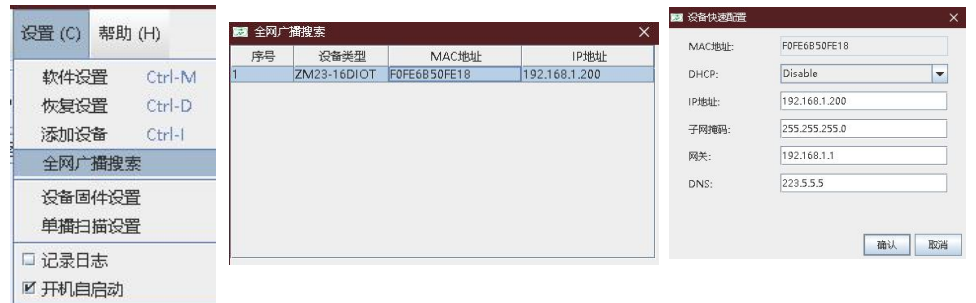 设置 (C) 帮助 (H)
软件设置 Ctrl-M
恢复设置 Ctrl-D
添加设备 Ctrl-I
全网广播搜索
设备固件设置
单播扫描设置
记录日志
开机自启动
全网广播搜索
序号 设备类型 MAC地址 IP地址
1 ZM23-16DIOT F0FE6B50FE18 192.168.1.200
设备快速配置
MAC地址: F0FE6B50FE18
DHCP: Disable
IP地址: 192.168.1.200
子网掩码: 255.255.255.0
网关: 192.168.1.1
DNS: 223.5.5.5
确认 取消